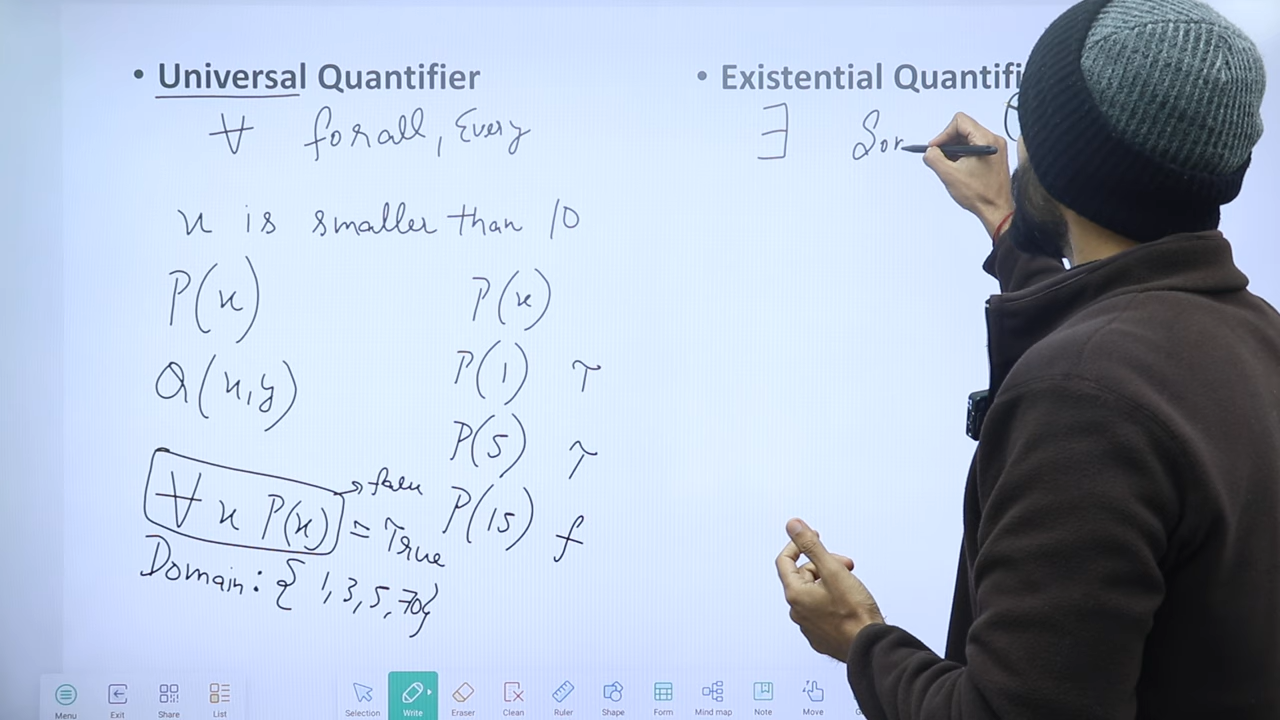 • Universal Quantifier
∀ for all, Every
x is smaller than 10
P(x)
Q(x,y)
∀ x P(x) = True
→ false
Domain: { 1, 3, 5, 70}
P(x)
P(1) T
P(5) T
P(15) f
• Existential Quantifi
∃ Som
Menu Exit Share List Selection Write Eraser Clean Ruler Shape Form Mind map Note Move